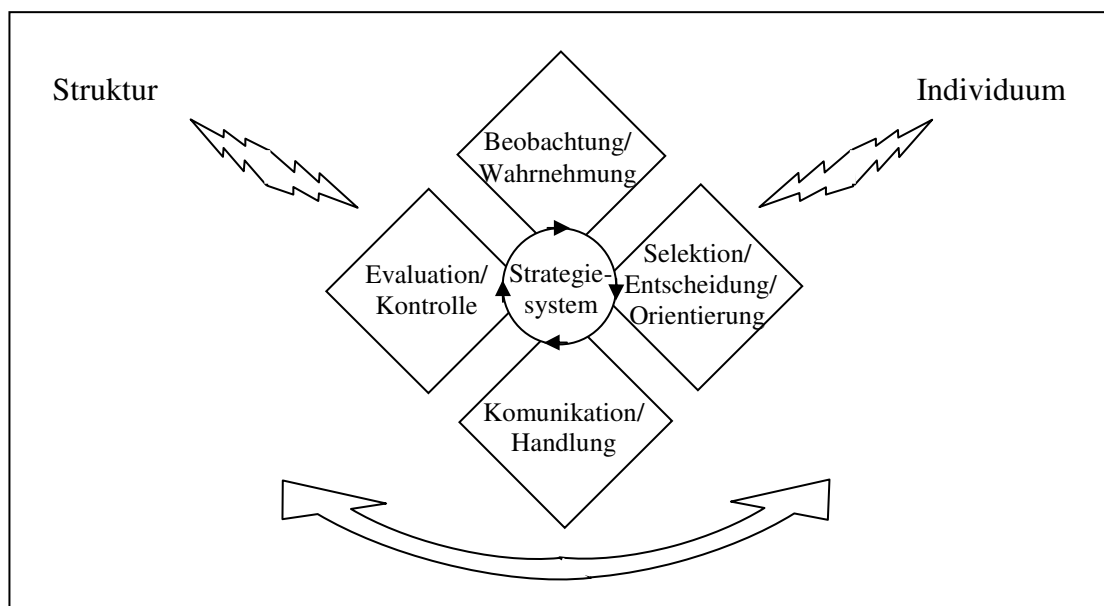 Struktur
Individuum
Beobachtung/
Wahrnehmung
Evaluation/
Kontrolle
Strategie-
system
Selektion/
Entscheidung/
Orientierung
Komunikation/
Handlung